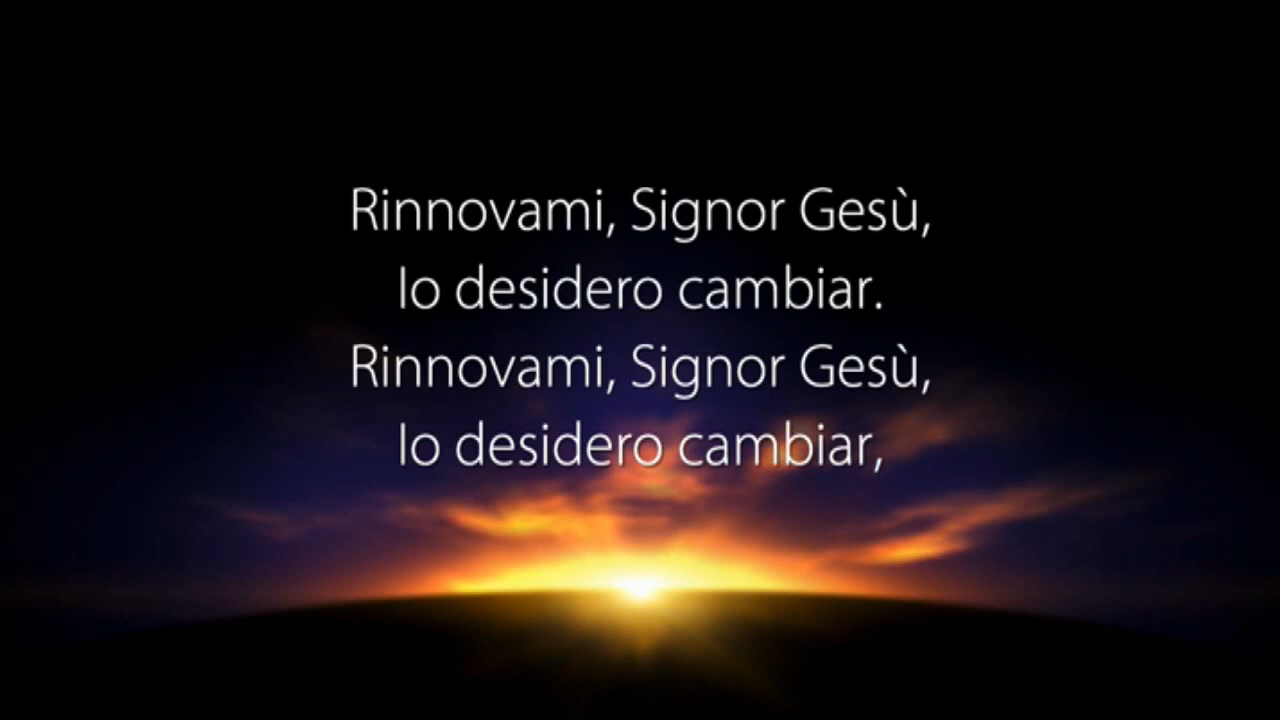 Rinnovami, Signor Gesù,
Io desidero cambiar.
Rinnovami, Signor Gesù,
Io desidero cambiar,